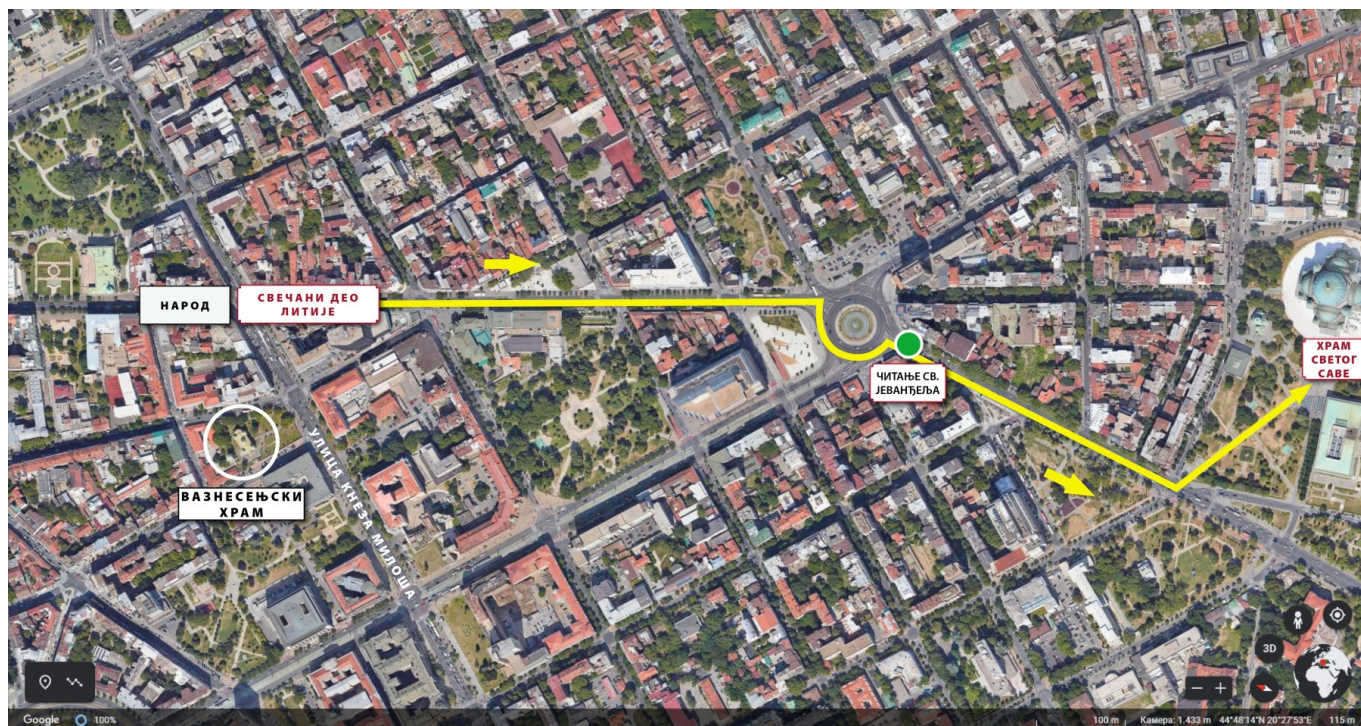 НАРОД
СВЕЧАНИ ДЕО
ЛИТИЈЕ
ХРАМ
СВЕТОГ
САВЕ
ЧИТАЊЕ СВ.
ЈЕВАНЂЕЉА
УЛИЦА КНЕЗА МИЛОША
ВАЗНЕСЕЊСКИ
ХРАМ
3D
Google 100% 100 m Камера: 1.433 m 44°48'14"N 20°27'53"E 115 m